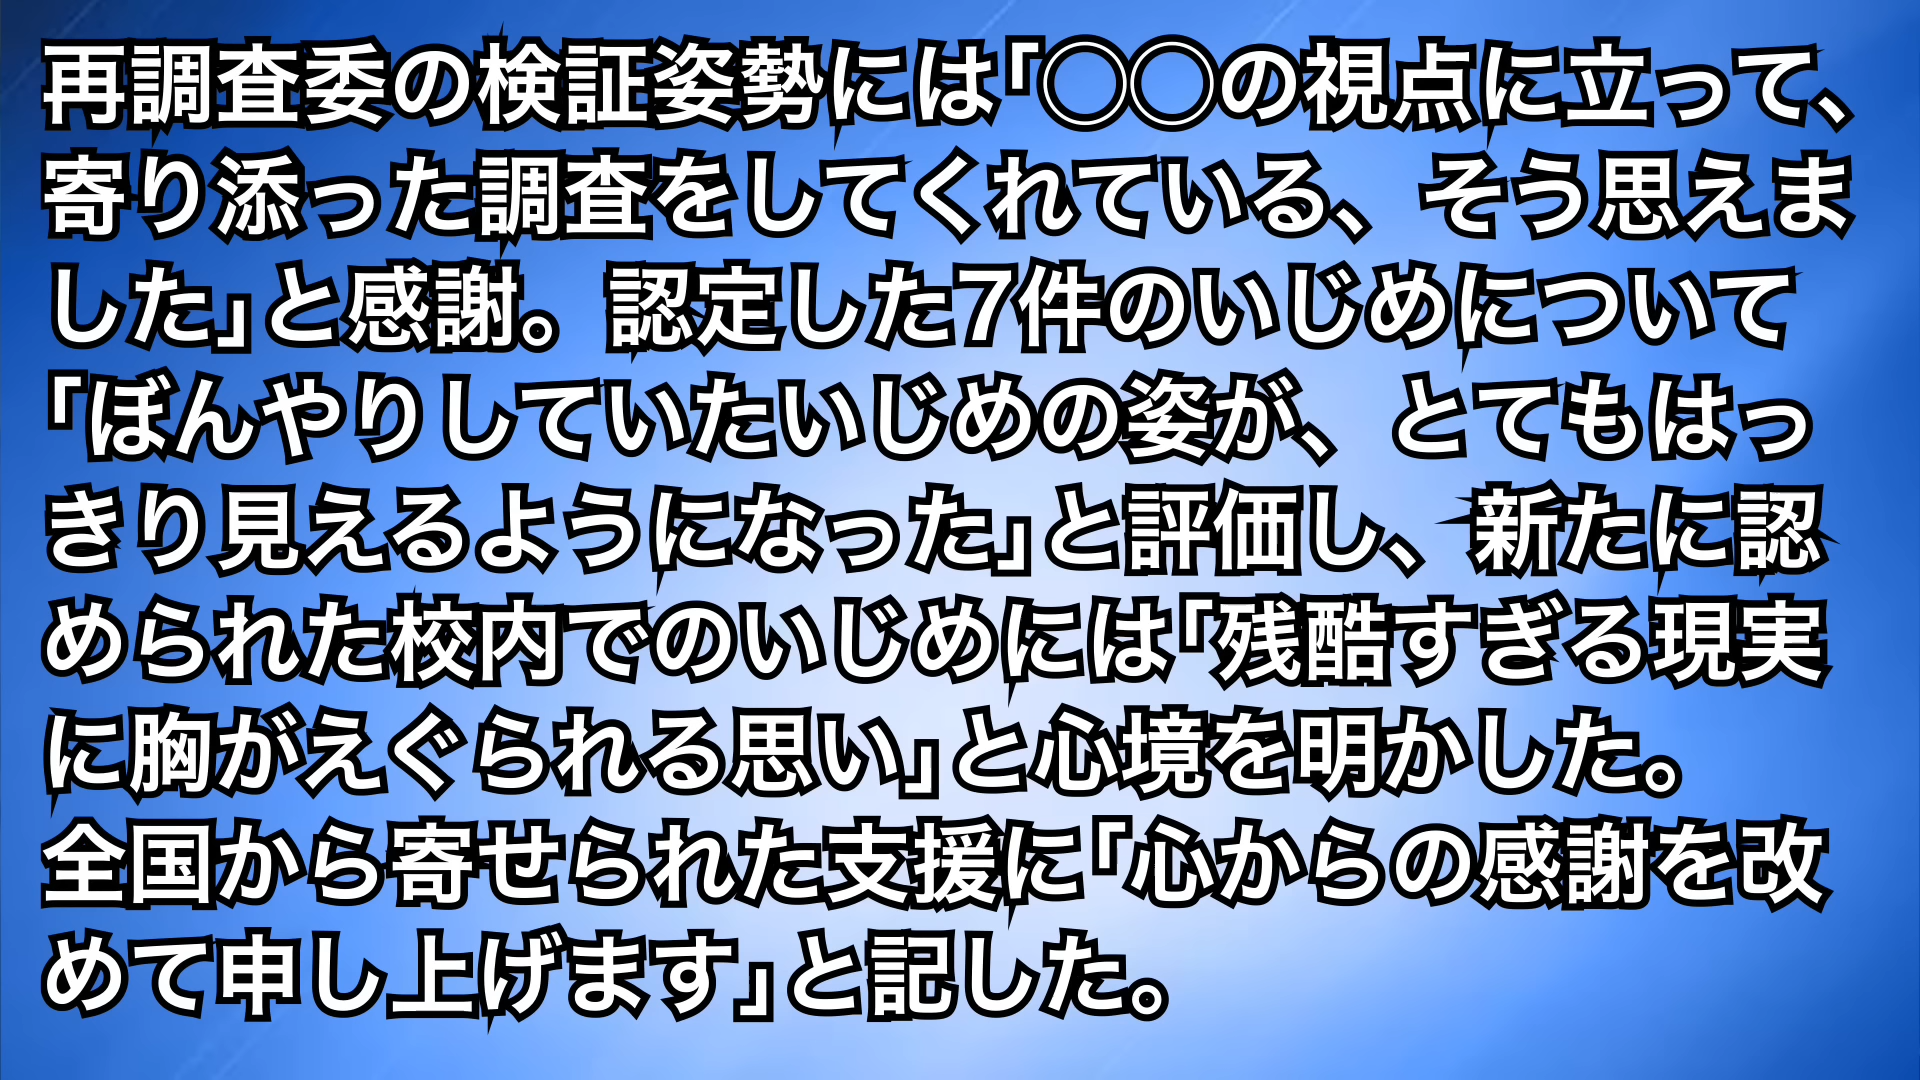 再調査委の検証姿勢には「◯◯の視点に立って、
寄り添った調査をしてくれている、そう思えま
した」と感謝。認定した7件のいじめについて
「ぼんやりしていたいじめの姿が、とてもはっ
きり見えるようになった」と評価し、新たに認
められた校内でのいじめには「残酷すぎる現実
に胸がえぐられる思い」と心境を明かした。
全国から寄せられた支援に「心からの感謝を改
めて申し上げます」と記した。